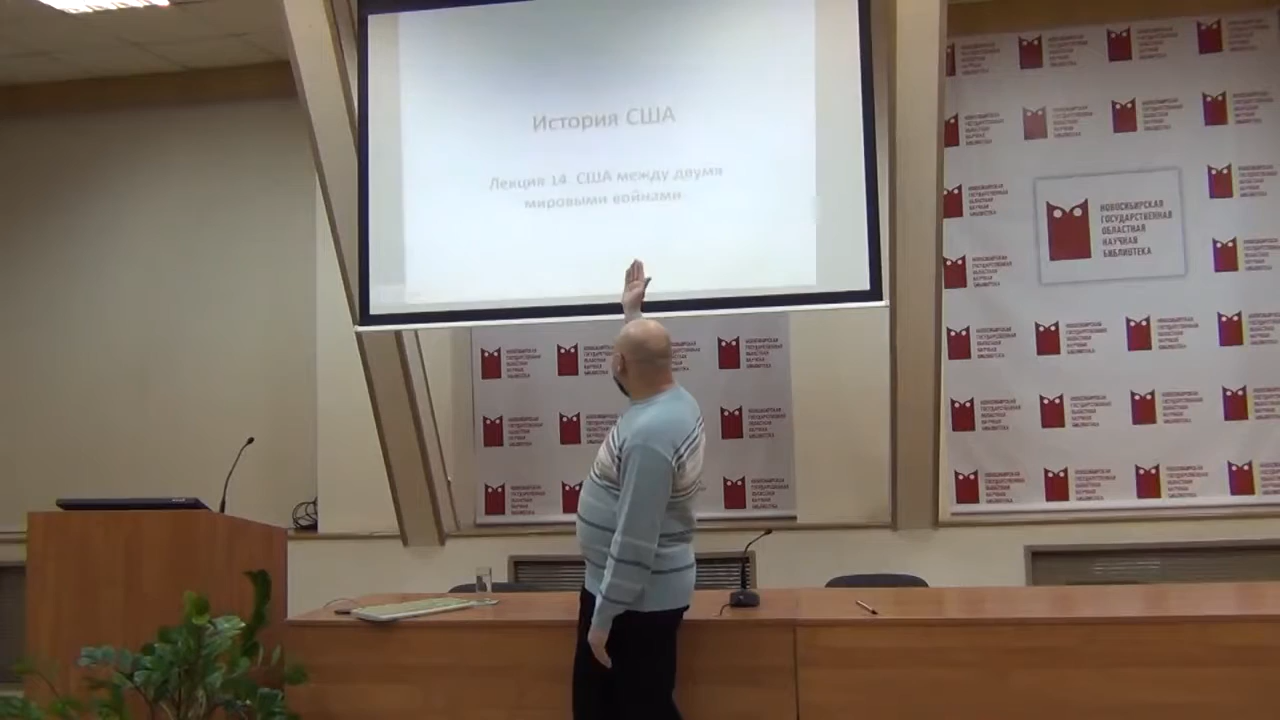 История США
Лекция 14. США между двумя
мировыми войнами
НОВОСИБИРСКАЯ
ГОСУДАРСТВЕННАЯ
ОБЛАСТНАЯ
НАУЧНАЯ
БИБЛИОТЕКА